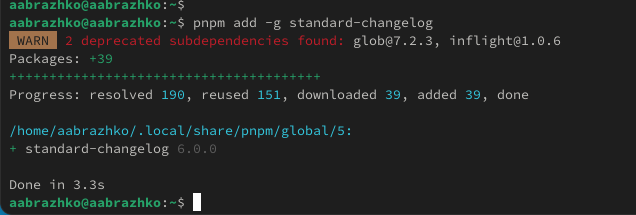 aabrazhko@aabrazhko:~$
aabrazhko@aabrazhko:~$ pnpm add -g standard-changelog
WARN 2 deprecated subdependencies found: glob@7.2.3, inflight@1.0.6
Packages: +39
+++++++++++++++++++++++++++++++++++++++
Progress: resolved 190, reused 151, downloaded 39, added 39, done
/home/aabrazhko/.local/share/pnpm/global/5:
+ standard-changelog 6.0.0
Done in 3.3s
aabrazhko@aabrazhko:~$